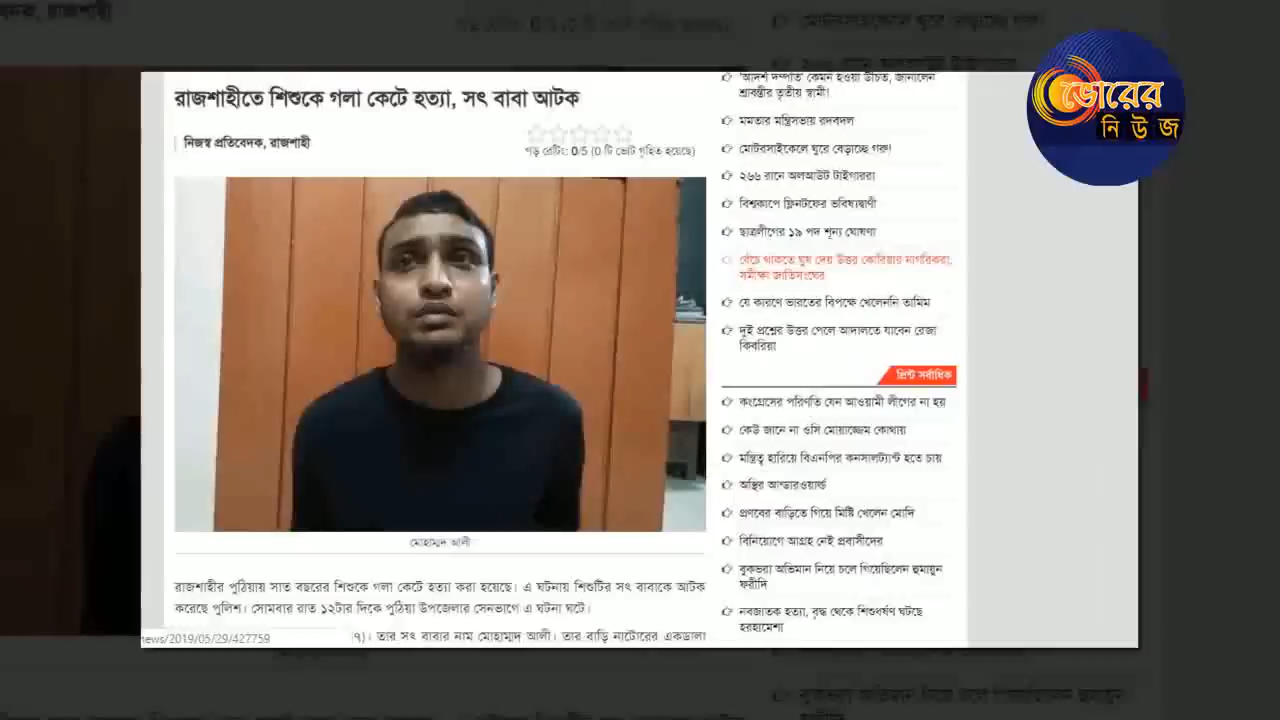 ভোরের
নিউজ
রাজশাহীতে শিশুকে গলা কেটে হত্যা, সৎ বাবা আটক
নিজস্ব প্রতিবেদক, রাজশাহী
গড় রেটিং: 0/5 (0 টি ভোট গৃহিত হয়েছে)
মোহাম্মদ আলী
রাজশাহীর পুঠিয়ায় সাত বছরের শিশুকে গলা কেটে হত্যা করা হয়েছে। এ ঘটনায় শিশুটির সৎ বাবাকে আটক
করেছে পুলিশ। সোমবার রাত ১২টার দিকে পুঠিয়া উপজেলার সেনভাগে এ ঘটনা ঘটে।
৭)। তার সৎ বাবার নাম মোহাম্মদ আলী। তার বাড়ি নাটোরের একডালা
news/2019/05/29/427759
'আদর্শ দম্পতি' কেমন হওয়া উচিত, জানালেন
শ্রাবন্তীর তৃতীয় স্বামী!
মমতার মন্ত্রিসভায় রদবদল
মোটরসাইকেলে ঘুরে বেড়াচ্ছে গরু!
২৬৬ রানে অলআউট টাইগাররা
বিশ্বকাপে ফ্লিনটফের ভবিষ্যদ্বাণী
ছাত্রলীগের ১৯ পদ শূন্য ঘোষণা
বেঁচে থাকতে ঘুষ দেয় উত্তর কোরিয়ার নাগরিকরা,
সমীক্ষা জাতিসংঘের
যে কারণে ভারতের বিপক্ষে খেলেননি তামিম
দুই প্রশ্নের উত্তর পেলে আদালতে যাবেন রেজা
কিবরিয়া
প্রিন্ট সর্বাধিক
কংগ্রেসের পরিণতি যেন আওয়ামী লীগের না হয়
কেউ জানে না ওসি মোয়াজ্জেম কোথায়
মন্ত্রিত্ব হারিয়ে বিএনপির কনসালট্যান্ট হতে চায়
অস্থির আন্ডারওয়ার্ল্ড
প্রণবের বাড়িতে গিয়ে মিষ্টি খেলেন মোদি
বিনিয়োগে আগ্রহ নেই প্রবাসীদের
বুকভরা অভিমান নিয়ে চলে গিয়েছিলেন হুমায়ুন
ফরীদি
নবজাতক হত্যা, বৃদ্ধ থেকে শিশুধর্ষণ ঘটছে
হরহামেশা